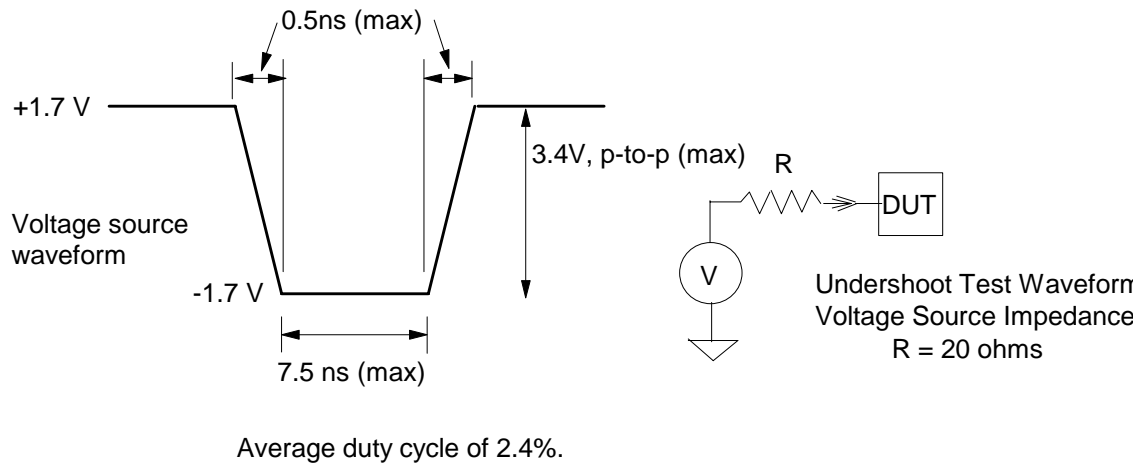 0.5ns (max)
+1.7 V
3.4V, p-to-p (max)
R
DUT
Voltage source
waveform
V
-1.7 V
Undershoot Test Waveform
Voltage Source Impedance
R = 20 ohms
7.5 ns (max)
Average duty cycle of 2.4%.